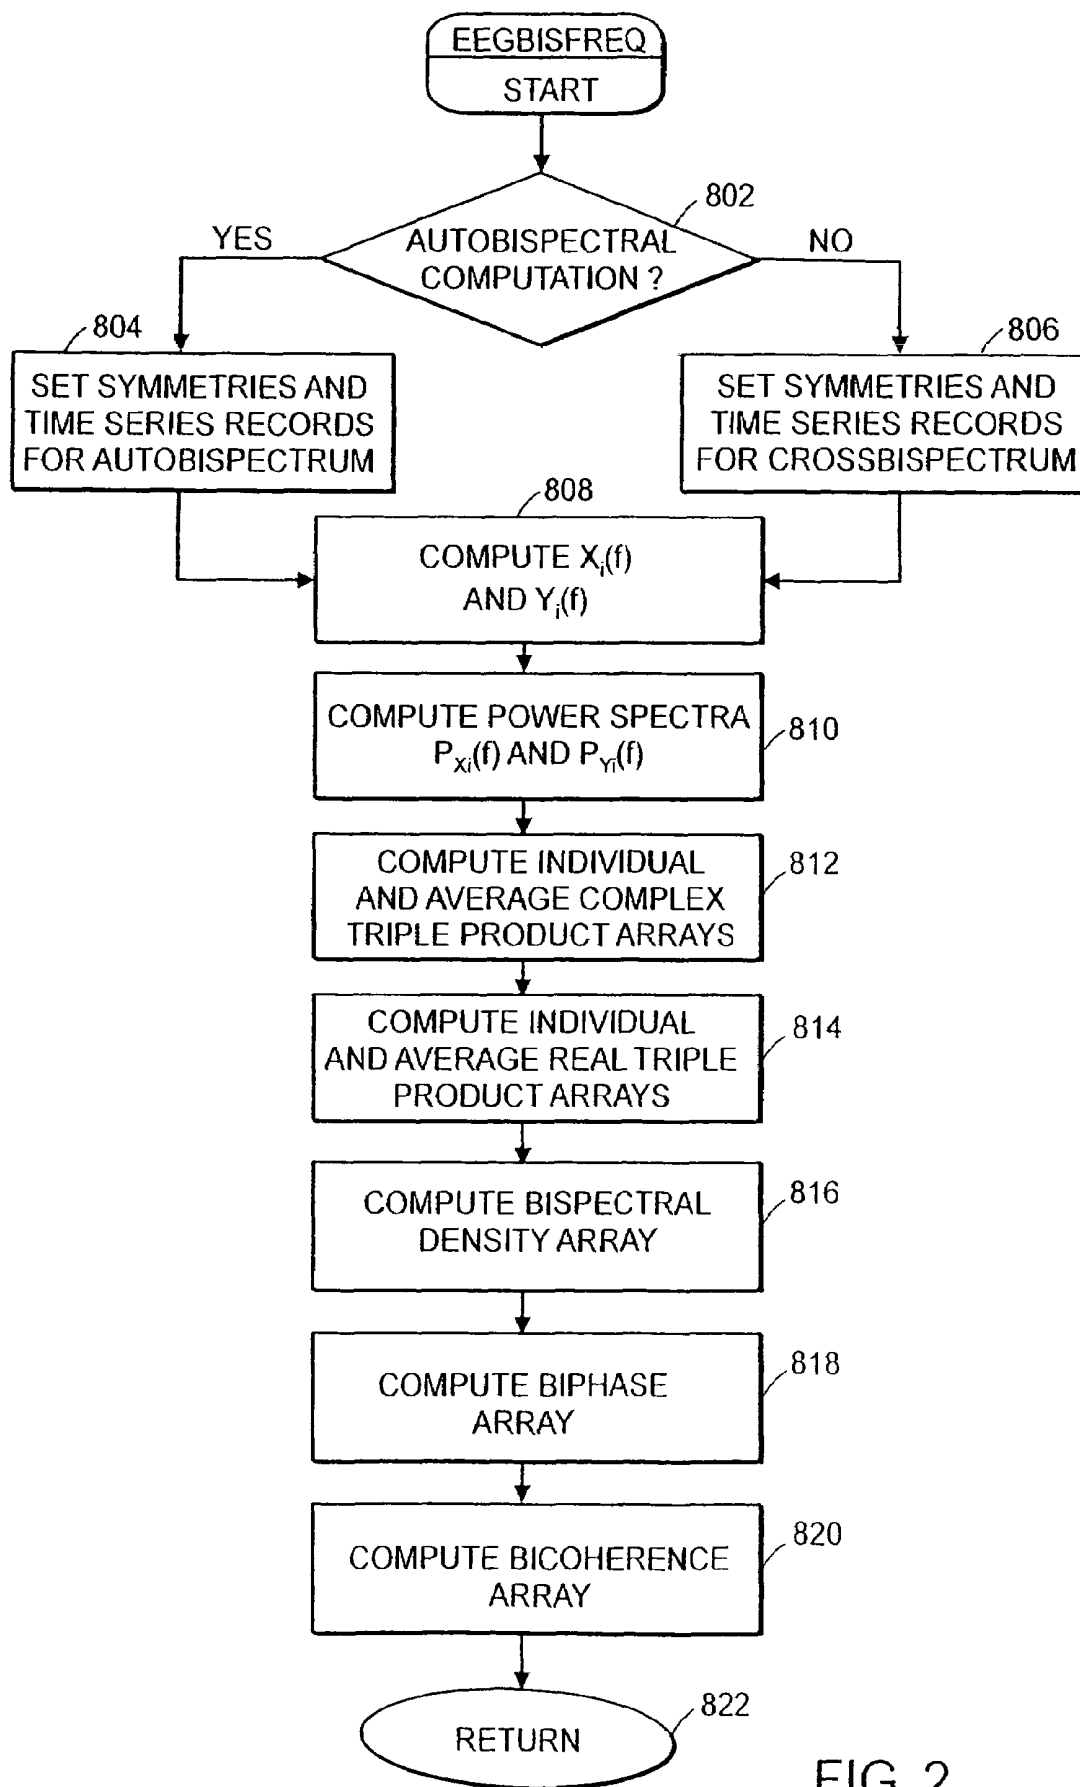 EEGBISFREQ
START
802
AUTOBISPECTRAL
COMPUTATION ?
YES
NO
804
SET SYMMETRIES AND
TIME SERIES RECORDS
FOR AUTOBISPECTRUM
806
SET SYMMETRIES AND
TIME SERIES RECORDS
FOR CROSSBISPECTRUM
808
COMPUTE Xi(f)
AND Yi(f)
COMPUTE POWER SPECTRA
PXi(f) AND PYi(f)
810
COMPUTE INDIVIDUAL
AND AVERAGE COMPLEX
TRIPLE PRODUCT ARRAYS
812
COMPUTE INDIVIDUAL
AND AVERAGE REAL TRIPLE
PRODUCT ARRAYS
814
COMPUTE BISPECTRAL
DENSITY ARRAY
816
COMPUTE BIPHASE
ARRAY
818
COMPUTE BICOHERENCE
ARRAY
820
RETURN
822
FIG. 2